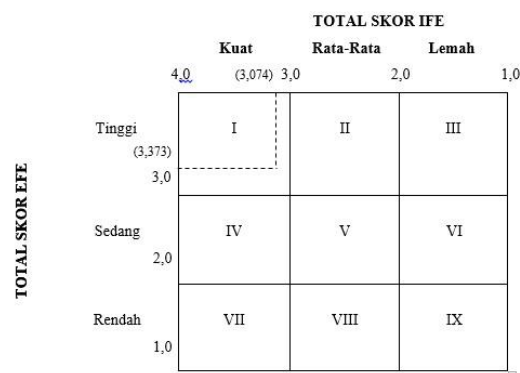 TOTAL SKOR IFE
Kuat Rata-Rata Lemah
4.0 (3,074) 3,0 2,0 1,0
TOTAL SKOR EFE
Tinggi I II III
(3,373)
3,0
Sedang IV V VI
2,0
Rendah VII VIII IX
1,0